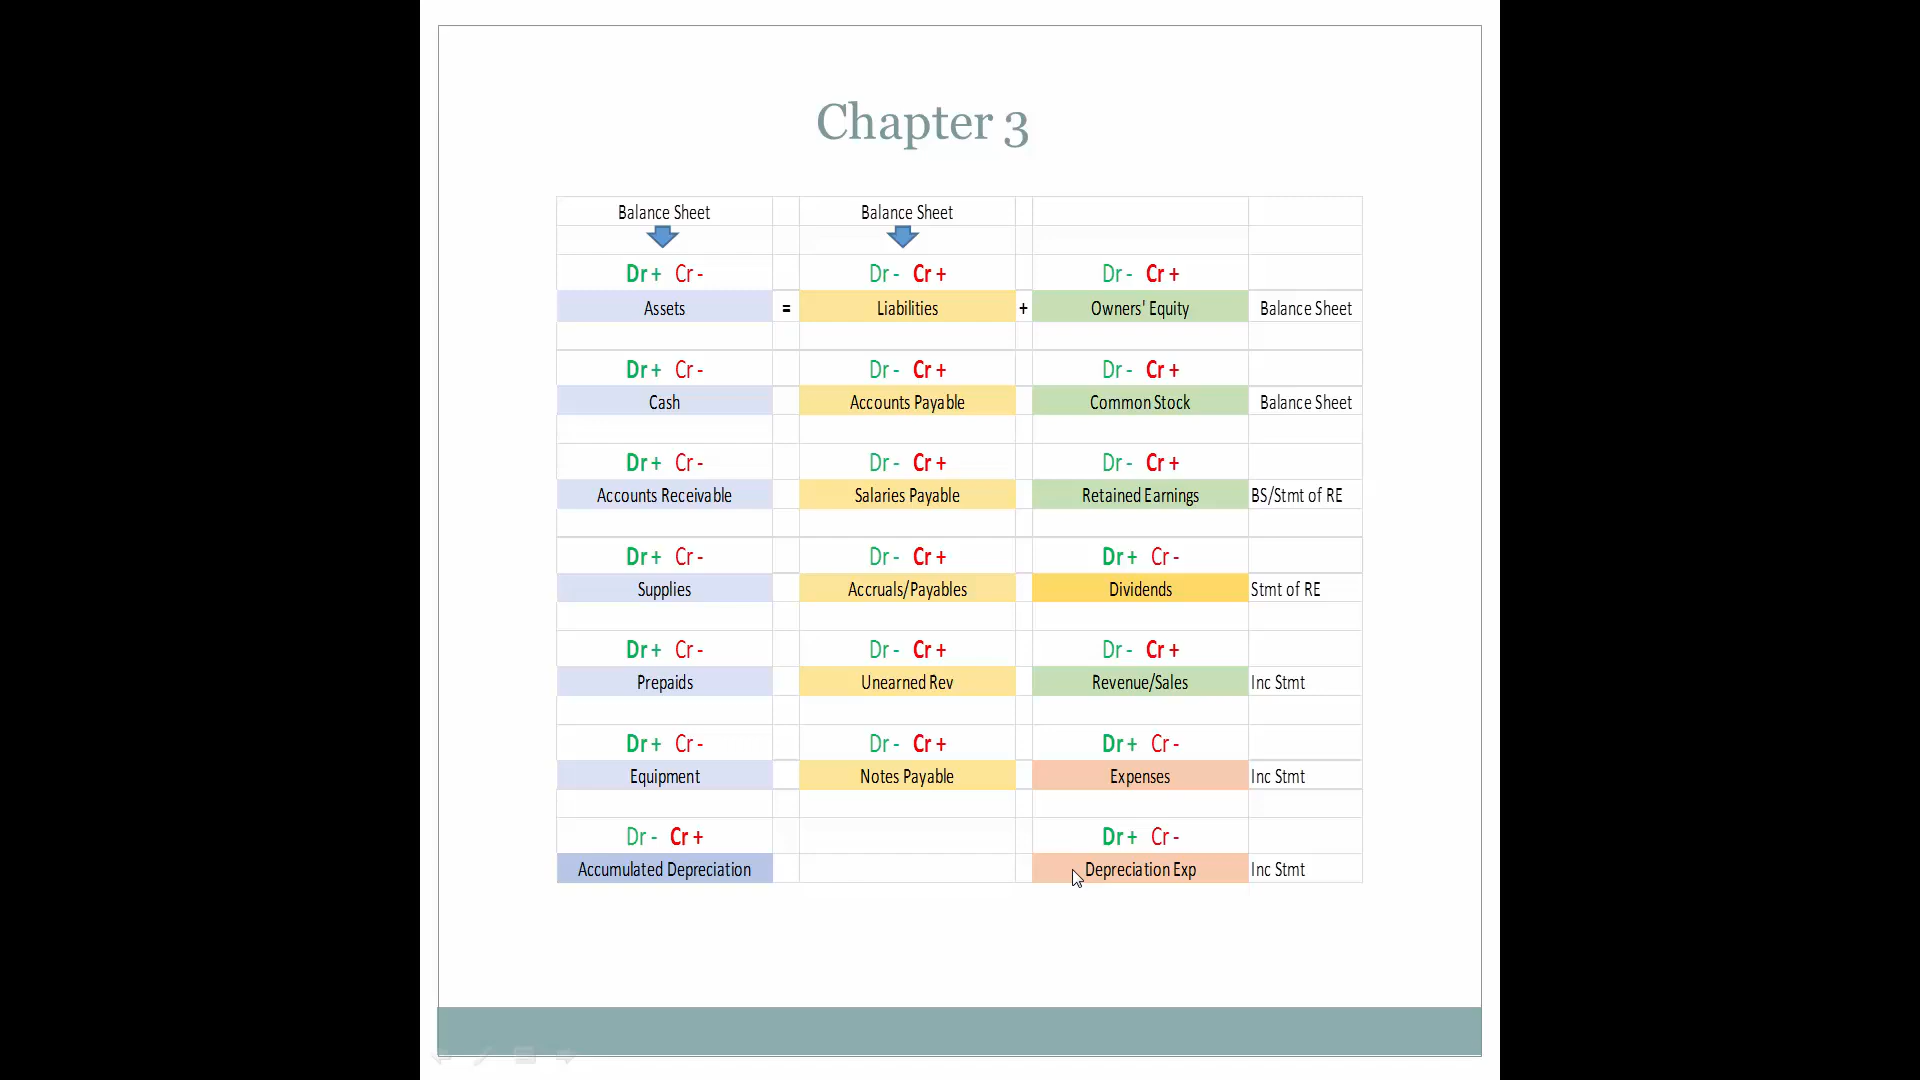 Chapter 3
Balance Sheet Balance Sheet
Dr + Cr - Dr - Cr + Dr - Cr +
Assets = Liabilities + Owners' Equity Balance Sheet
Dr + Cr - Dr - Cr + Dr - Cr +
Cash Accounts Payable Common Stock Balance Sheet
Dr + Cr - Dr - Cr + Dr - Cr +
Accounts Receivable Salaries Payable Retained Earnings BS/Stmt of RE
Dr + Cr - Dr - Cr + Dr + Cr -
Supplies Accruals/Payables Dividends Stmt of RE
Dr + Cr - Dr - Cr + Dr - Cr +
Prepaids Unearned Rev Revenue/Sales Inc Stmt
Dr + Cr - Dr - Cr + Dr + Cr -
Equipment Notes Payable Expenses Inc Stmt
Dr - Cr + Dr + Cr -
Accumulated Depreciation Depreciation Exp Inc Stmt